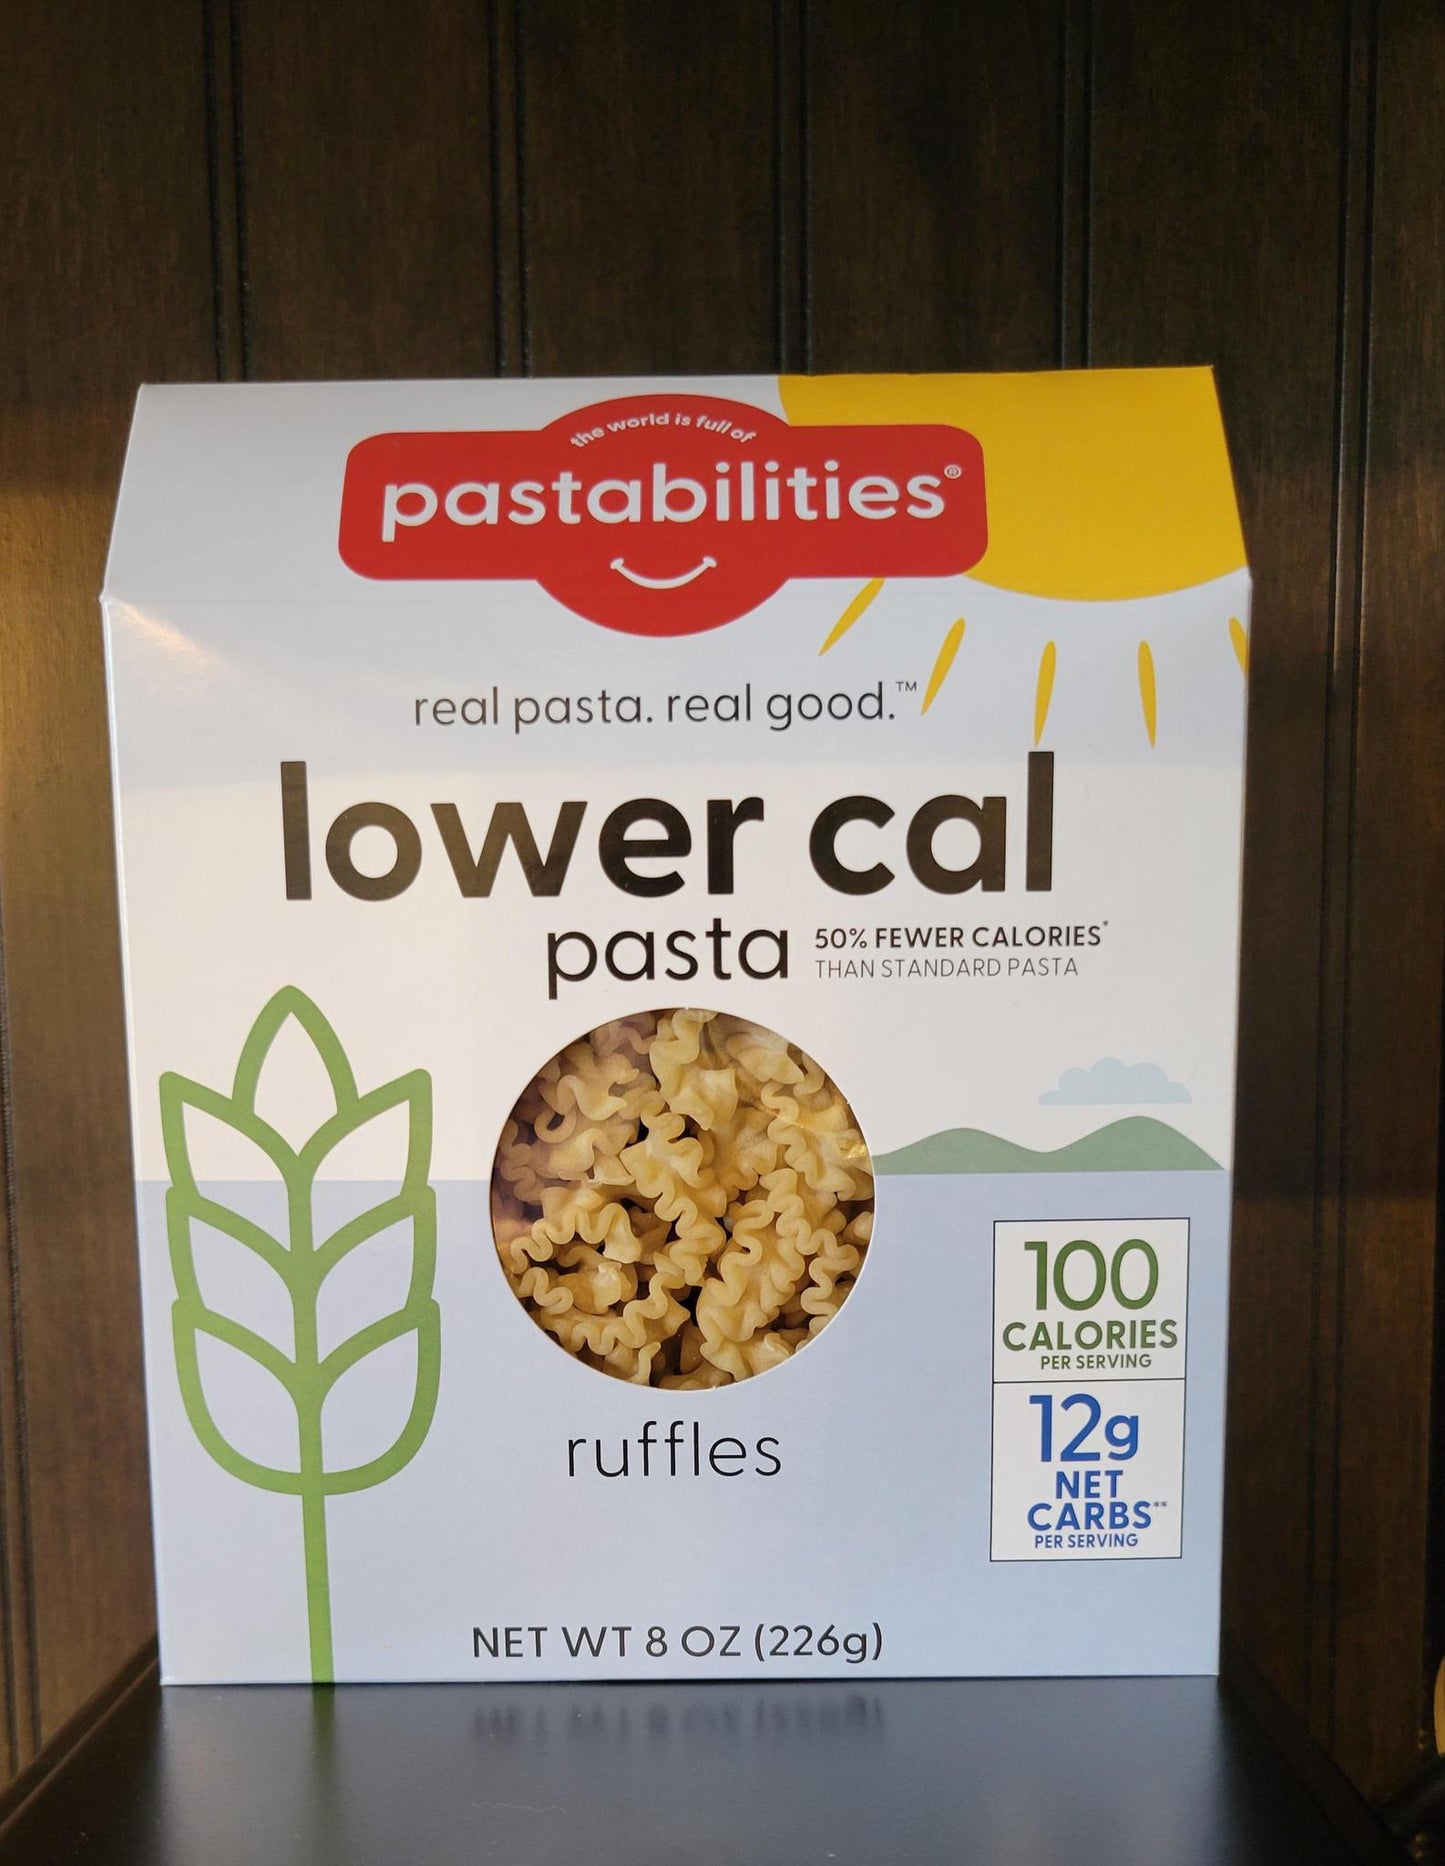 the world is full of
pastabilities®
real pasta. real good.™
lower cal
pasta
50% FEWER CALORIES*
THAN STANDARD PASTA
ruffles
100
CALORIES
PER SERVING
12g
NET
CARBS**
PER SERVING
NET WT 8 OZ (226g)